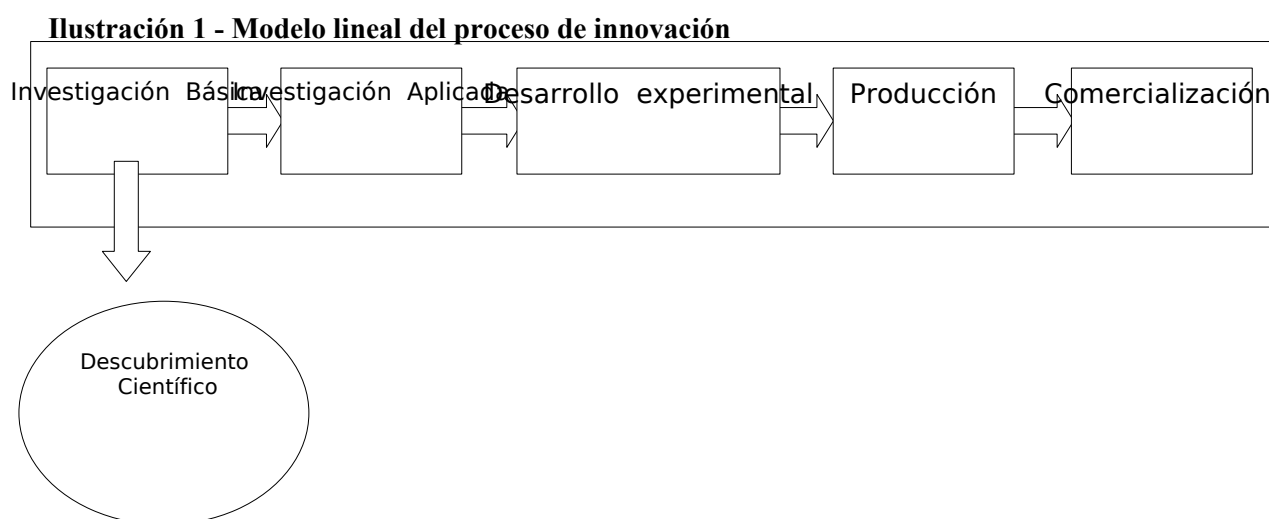 Ilustración 1 - Modelo lineal del proceso de innovación
Investigación Básica
Investigación Aplicada
Desarrollo experimental
Producción
Comercialización
Descubrimiento
Científico